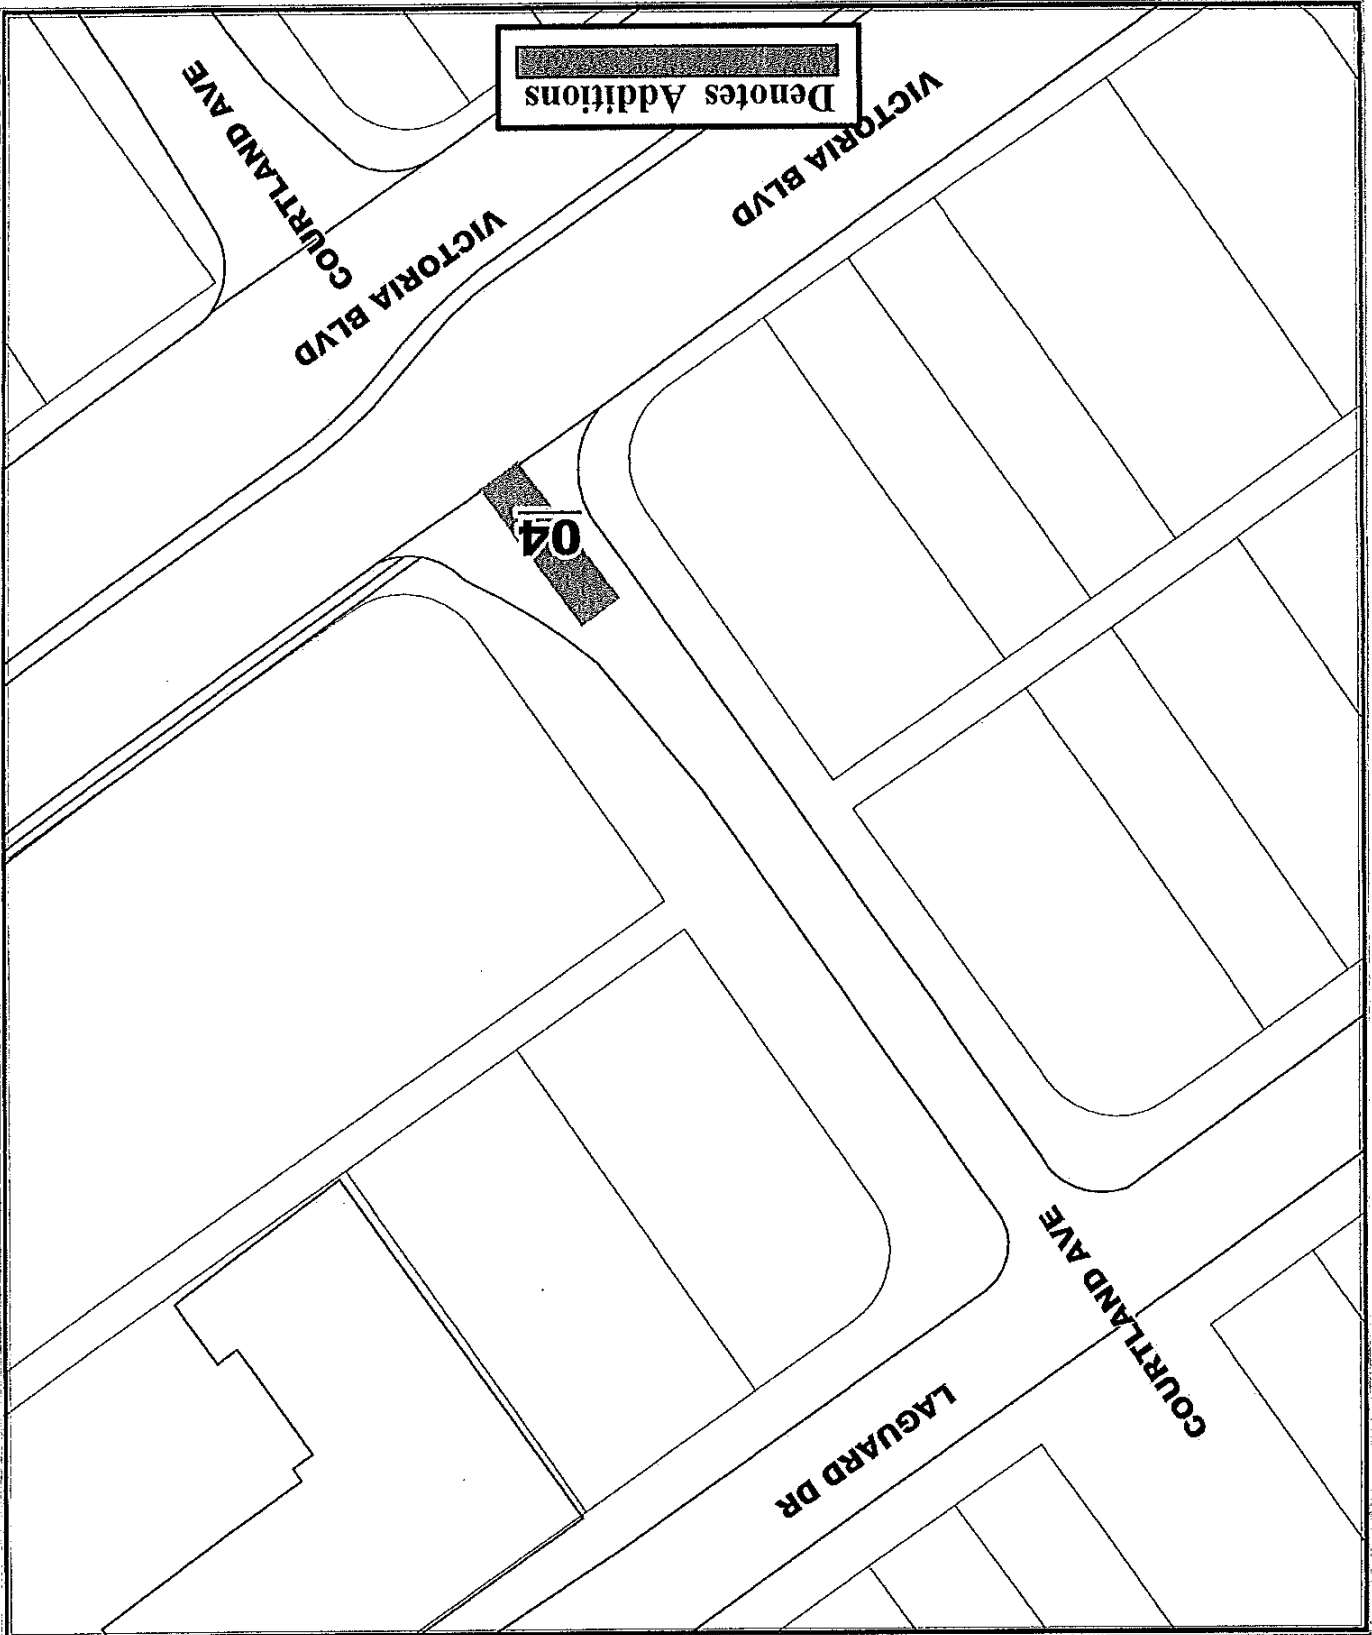 COURTLAND AVE
LAGUARD DR
04
VICTORIA BLVD
VICTORIA BLVD
COURTLAND AVE
Denotes Additions